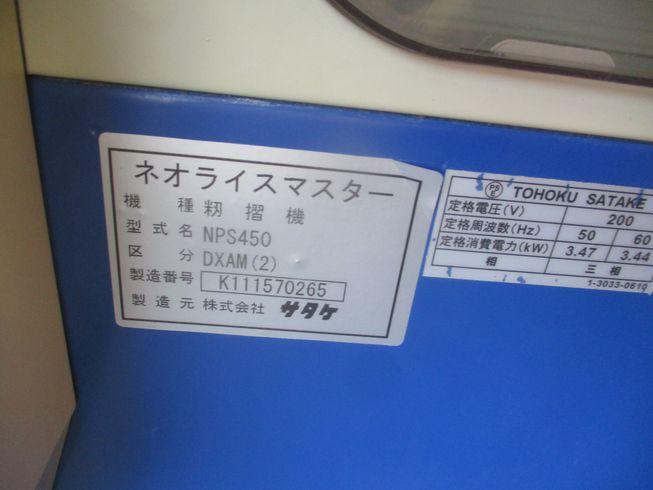 ネオライスマスター
機 種 籾摺機
型式名 NPS450
区 分 DXAM(2)
製造番号 K111570265
製造元 株式会社 サタケ
PS E TOHOKU SATAKE
定格電圧(V) 200
定格周波数(Hz) 50 60
定格消費電力(kW) 3.47 3.44
相 三相
1-3033-0610